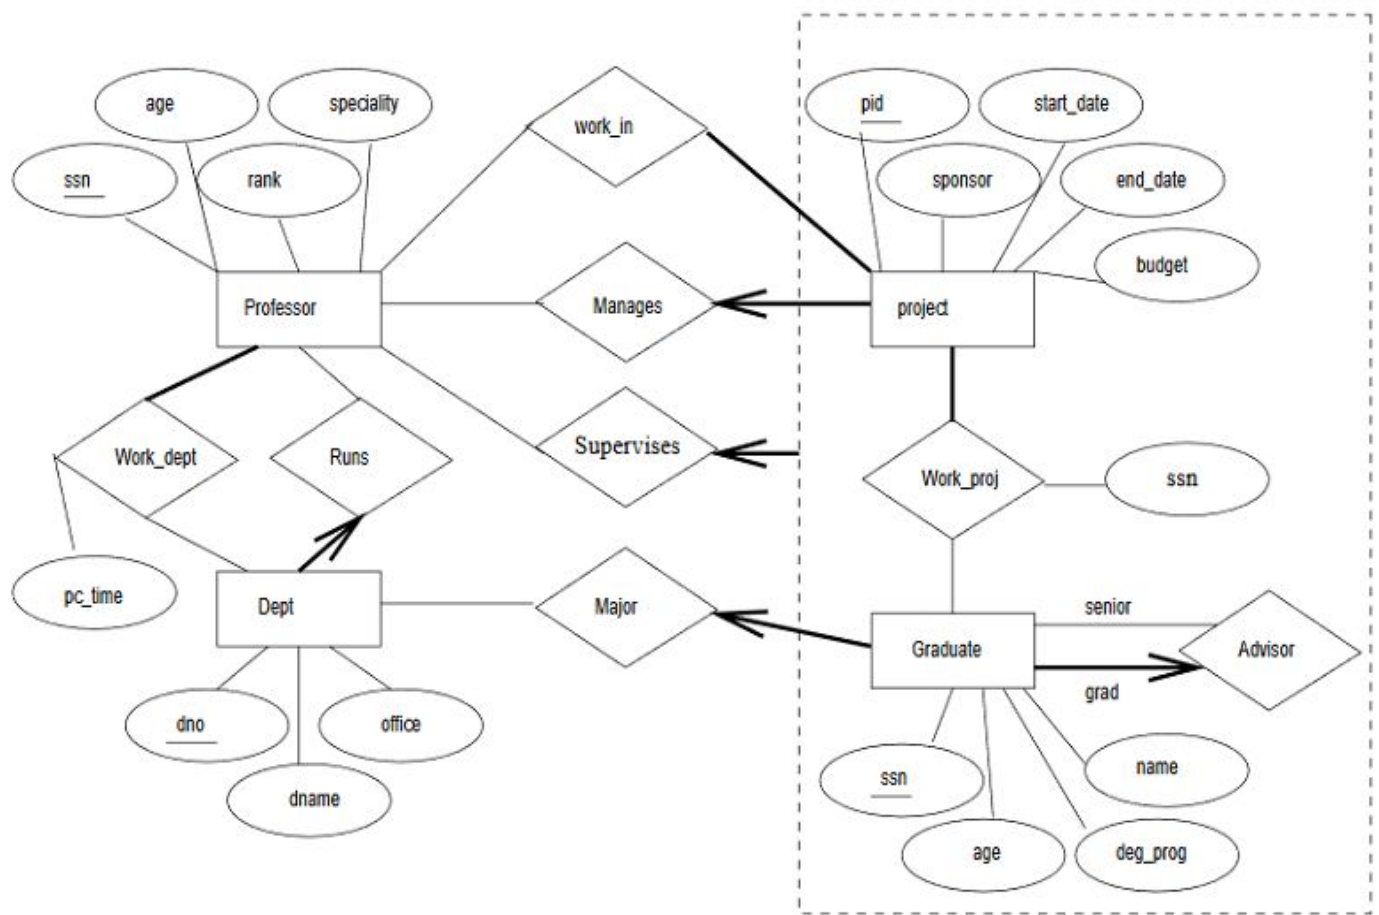 age
speciality
ssn
rank
work_in
pid
start_date
sponsor
end_date
budget
Professor
Manages
project
Work_dept
Runs
Supervises
Work_proj
ssn
pc_time
Dept
Major
senior
Graduate
Advisor
grad
dno
office
dname
ssn
name
age
deg_prog